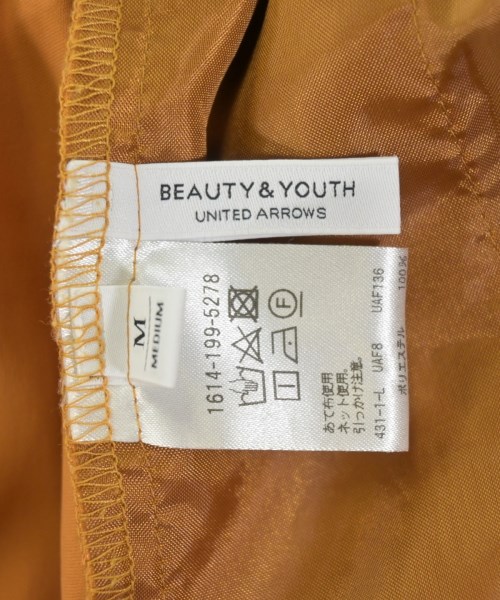 BEAUTY&YOUTH
UNITED ARROWS
M
MEDIUM
1614-199-5278
F
あて布使用
ネット使用。
引っかけ注意。
431-1-L UAF8 UAF136
ポリエステル 100%